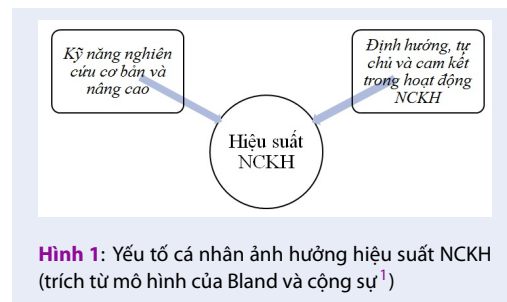 Kỹ năng nghiên
cứu cơ bản và
nâng cao
Định hướng, tự
chủ và cam kết
trong hoạt động
NCKH
Hiệu suất
NCKH
Hình 1: Yếu tố cá nhân ảnh hưởng hiệu suất NCKH
(trích từ mô hình của Bland và cộng sự 1)